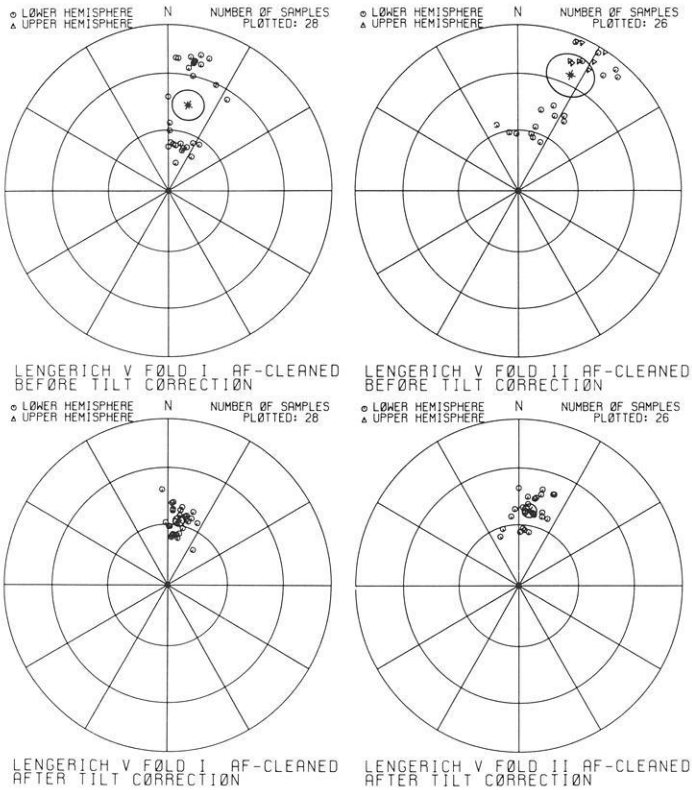 ⊙ LØWER HEMISPHERE N NUMBER ØF SAMPLES
▵ UPPER HEMISPHERE PLØTTED: 28
LENGERICH V FØLD I AF-CLEANED
BEFØRE TILT CØRRECTIØN
⊙ LØWER HEMISPHERE N NUMBER ØF SAMPLES
▵ UPPER HEMISPHERE PLØTTED: 26
LENGERICH V FØLD II AF-CLEANED
BEFØRE TILT CØRRECTIØN
⊙ LØWER HEMISPHERE N NUMBER ØF SAMPLES
▵ UPPER HEMISPHERE PLØTTED: 28
LENGERICH V FØLD I AF-CLEANED
AFTER TILT CØRRECTIØN
⊙ LØWER HEMISPHERE N NUMBER ØF SAMPLES
▵ UPPER HEMISPHERE PLØTTED: 26
LENGERICH V FØLD II AF-CLEANED
AFTER TILT CØRRECTIØN